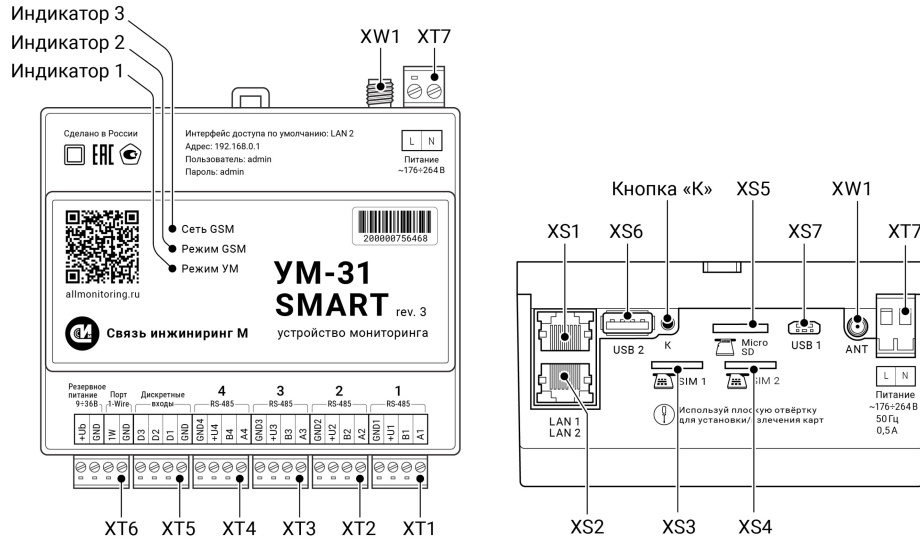 Индикатор 3
Индикатор 2
Индикатор 1
XW1
XT7
Сделано в России
ЕАС
Интерфейс доступа по умолчанию: LAN 2
Адрес: 192.168.0.1
Пользователь: admin
Пароль: admin
L N
Питание
~176÷264 В
allmonitoring.ru
Сеть GSM
Режим GSM
Режим УМ
200000756468
УМ-31
SMART rev. 3
устройство мониторинга
Связь инжиниринг М
Резервное
питание
9÷36В
Порт
1-Wire
Дискретные
входы
4
RS-485
3
RS-485
2
RS-485
1
RS-485
+Ub GND 1W GND D3 D2 D1 GND GND4 +U4 B4 A4 GND3 +U3 B3 A3 GND2 +U2 B2 A2 GND1 +U1 B1 A1
XT6 XT5 XT4 XT3 XT2 XT1
Кнопка «К»
XS5
XW1
XS1
XS6
XS7
XT7
USB 2
К
Micro
SD
USB 1
ANT
SIM 1
SIM 2
LAN 1
LAN 2
Используй плоскую отвёртку
для установки/ звлечения карт
L N
Питание
~176÷264 В
50 Гц
0,5 А
XS2
XS3
XS4